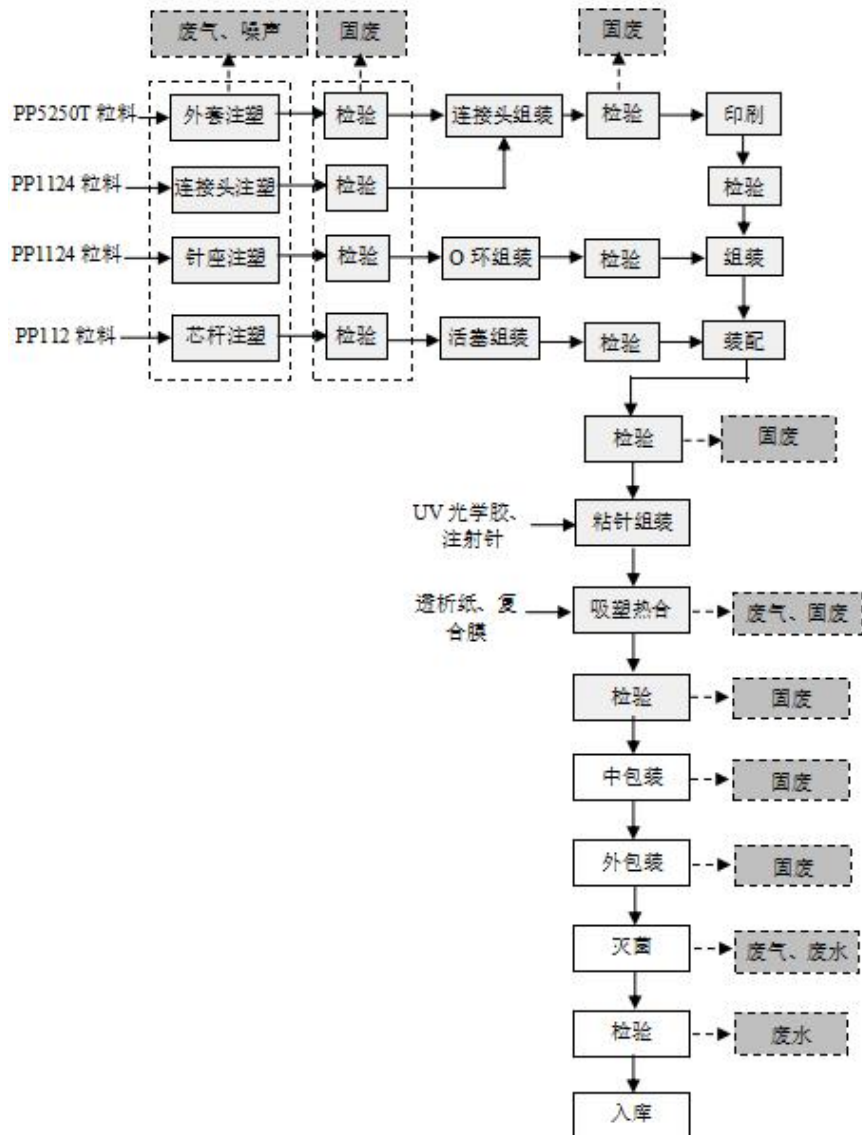 废气、噪声
固废
固废
PP5250T 粒料
外套注塑
检验
连接头组装
检验
印刷
PP1124 粒料
连接头注塑
检验
检验
PP1124 粒料
针座注塑
检验
O 环组装
检验
组装
PP112 粒料
芯杆注塑
检验
活塞组装
检验
装配
检验
固废
UV 光学胶、
注射针
粘针组装
透析纸、复
合膜
吸塑热合
废气、固废
检验
固废
中包装
固废
外包装
固废
灭菌
废气、废水
检验
废水
入库